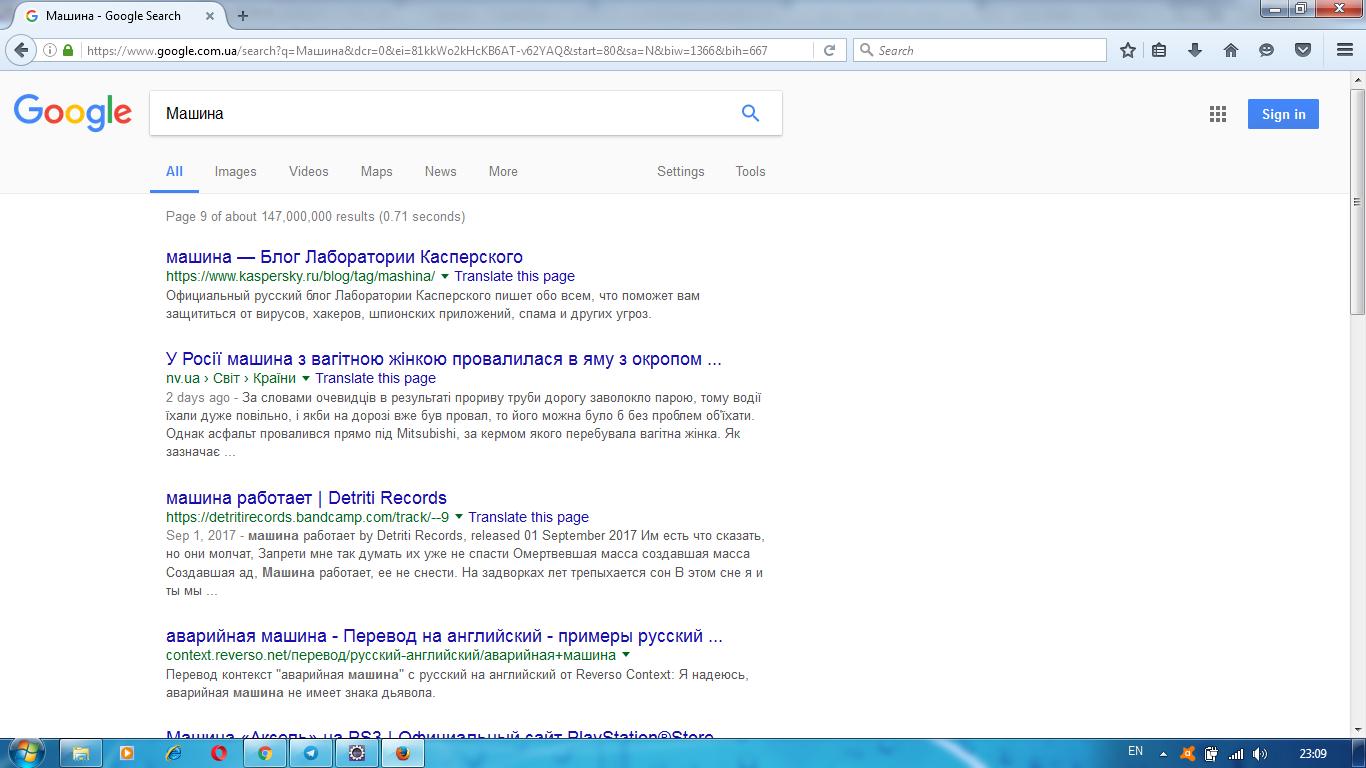 Машина - Google Search
https://www.google.com.ua/search?q=Машина&dcr=0&ei=81kkWo2kHcKB6AT-v62YAQ&start=80&sa=N&biw=1366&bih=667
Search
Google
Машина
Sign in
All Images Videos Maps News More Settings Tools
Page 9 of about 147,000,000 results (0.71 seconds)
машина — Блог Лаборатории Касперского
https://www.kaspersky.ru/blog/tag/mashina/ Translate this page
Официальный русский блог Лаборатории Касперского пишет обо всем, что поможет вам
защититься от вирусов, хакеров, шпионских приложений, спама и других угроз.
У Росії машина з вагітною жінкою провалилася в яму з окропом ...
nv.ua › Світ › Країни Translate this page
2 days ago - За словами очевидців в результаті прориву труби дорогу заволокло парою, тому водії
їхали дуже повільно, і якби на дорозі вже був провал, то його можна було б без проблем об'їхати.
Однак асфальт провалився прямо під Mitsubishi, за кермом якого перебувала вагітна жінка. Як
зазначає ...
машина работает | Detriti Records
https://detritirecords.bandcamp.com/track/--9 Translate this page
Sep 1, 2017 - машина работает by Detriti Records, released 01 September 2017 Им есть что сказать,
но они молчат, Запрети мне так думать их уже не спасти Омертвевшая масса создавшая масса
Создавшая ад, Машина работает, ее не снести. На задворках лет трепыхается сон В этом сне я и
ты мы ...
аварийная машина - Перевод на английский - примеры русский ...
context.reverso.net/перевод/русский-английский/аварийная+машина
Перевод контекст "аварийная машина" c русский на английский от Reverso Context: Я надеюсь,
аварийная машина не имеет знака дьявола.
Машина «Аксель» на PS3 | Официальный сайт PlayStation®Store
EN 23:09